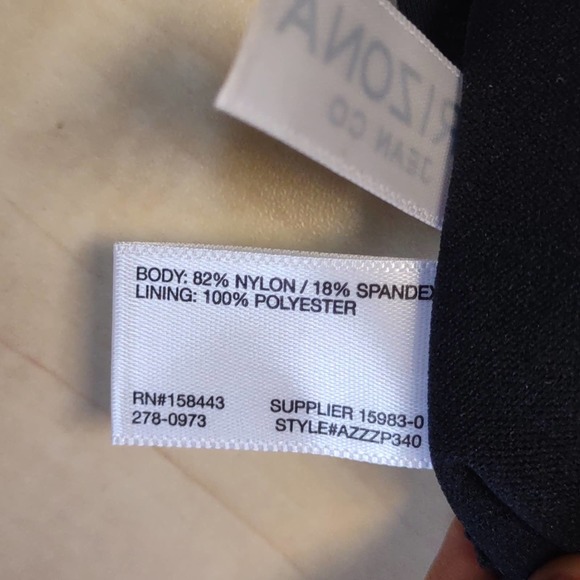 RIZONA
JEAN CO
BODY: 82% NYLON / 18% SPANDEX
LINING: 100% POLYESTER
RN#158443
278-0973
SUPPLIER 15983-0
STYLE#AZZZP340